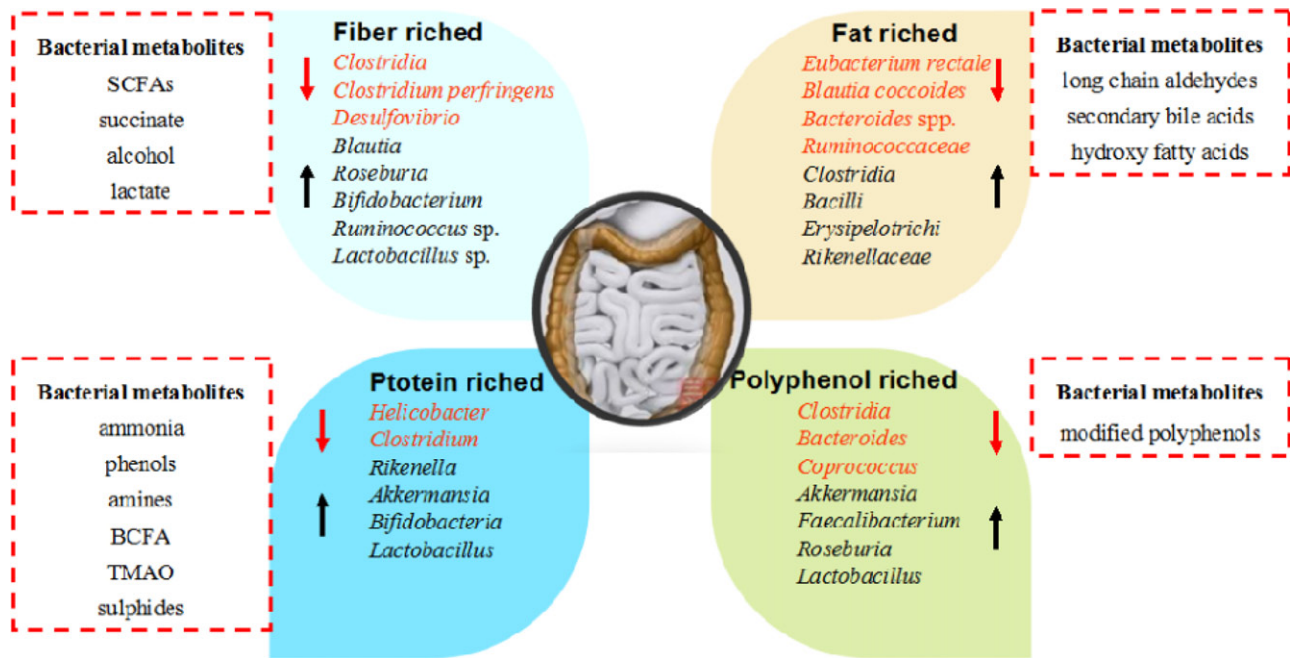 Bacterial metabolites
SCFAs
succinate
alcohol
lactate
Fiber riched
Clostridia
Clostridium perfringens
Desulfovibrio
Blautia
Roseburia
Bifidobacterium
Ruminococcus sp.
Lactobacillus sp.
Fat riched
Eubacterium rectale
Blautia coccoides
Bacteroides spp.
Ruminococcaceae
Clostridia
Bacilli
Erysipelotrichi
Rikenellaceae
Bacterial metabolites
long chain aldehydes
secondary bile acids
hydroxy fatty acids
Bacterial metabolites
ammonia
phenols
amines
BCFA
TMAO
sulphides
Ptotein riched
Helicobacter
Clostridium
Rikenella
Akkermansia
Bifidobacteria
Lactobacillus
Polyphenol riched
Clostridia
Bacteroides
Coprococcus
Akkermansia
Faecalibacterium
Roseburia
Lactobacillus
Bacterial metabolites
modified polyphenols